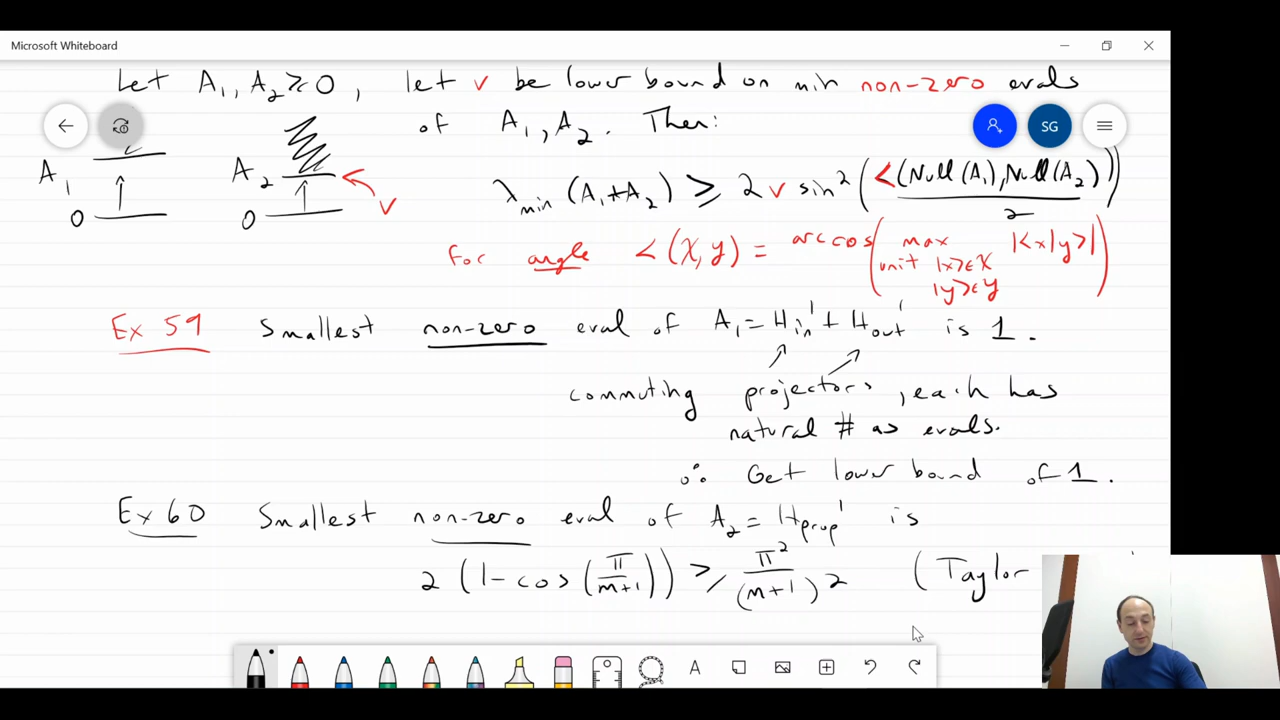 Microsoft Whiteboard
Let A₁, A₂ ≥ 0, let v be lower bound on min non-zero evals
of A₁, A₂. Then:
A₁
0
A₂
0
v
λ_min (A₁+A₂) ≥ 2 v sin² (<(Null(A₁), Null(A₂)) / 2)
for angle <(X, Y) = arccos( max |<x|y>| )
unit |x> ∈ X
|y> ∈ Y
SG
Ex 59 Smallest non-zero eval of A₁ = H_in' + H_out' is 1.
commuting projectors, each has
natural # as evals.
∴ Get lower bound of 1.
Ex 60 Smallest non-zero eval of A₂ = H_prop' is
2 (1 - cos (π/(m+1))) ≥ π²/(m+1)² (Taylor
A